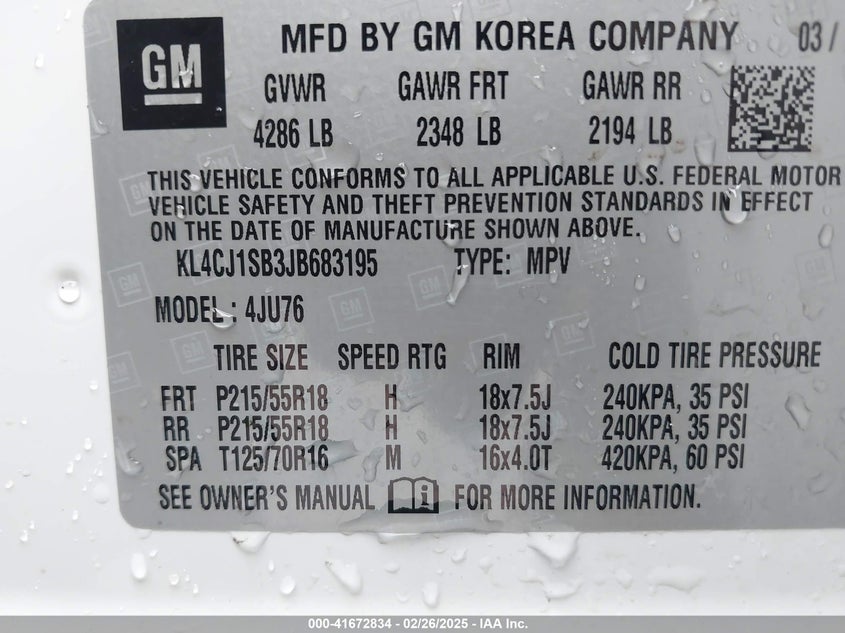 GM
MFD BY GM KOREA COMPANY 03/
GVWR GAWR FRT GAWR RR
4286 LB 2348 LB 2194 LB
THIS VEHICLE CONFORMS TO ALL APPLICABLE U.S. FEDERAL MOTOR
VEHICLE SAFETY AND THEFT PREVENTION STANDARDS IN EFFECT
ON THE DATE OF MANUFACTURE SHOWN ABOVE.
KL4CJ1SB3JB683195 TYPE: MPV
MODEL : 4JU76
TIRE SIZE SPEED RTG RIM COLD TIRE PRESSURE
FRT P215/55R18 H 18x7.5J 240KPA, 35 PSI
RR P215/55R18 H 18x7.5J 240KPA, 35 PSI
SPA T125/70R16 M 16x4.0T 420KPA, 60 PSI
SEE OWNER'S MANUAL FOR MORE INFORMATION.
000-41672834 - 02/26/2025 - IAA Inc.